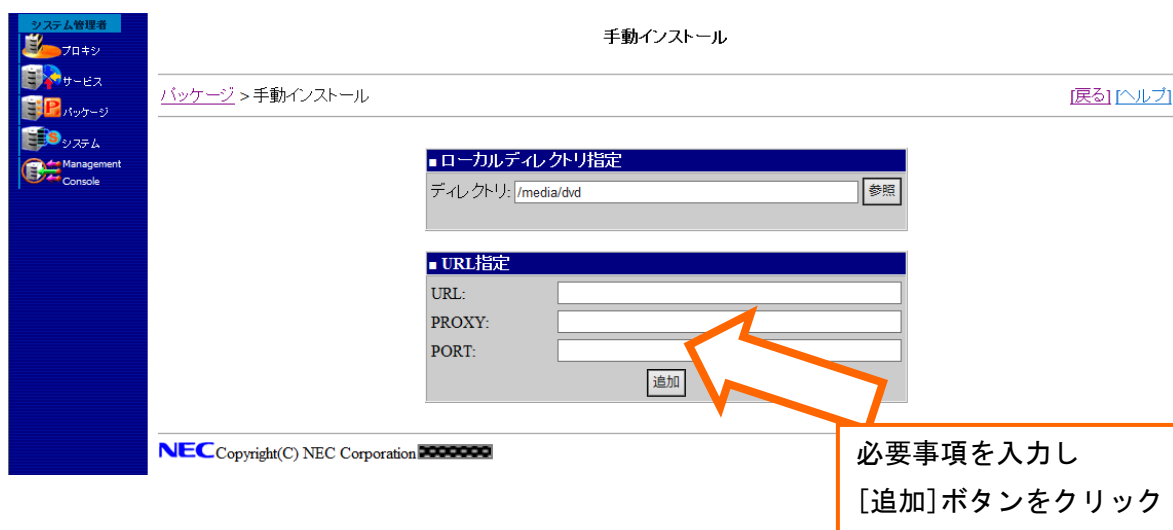 システム管理者
プロキシ
サービス
パッケージ
システム
Management
Console
手動インストール
パッケージ > 手動インストール
[戻る] [ヘルプ]
■ローカルディレクトリ指定
ディレクトリ: /media/dvd 参照
■URL指定
URL:
PROXY:
PORT:
追加
NEC Copyright(C) NEC Corporation
必要事項を入力し
[追加]ボタンをクリック